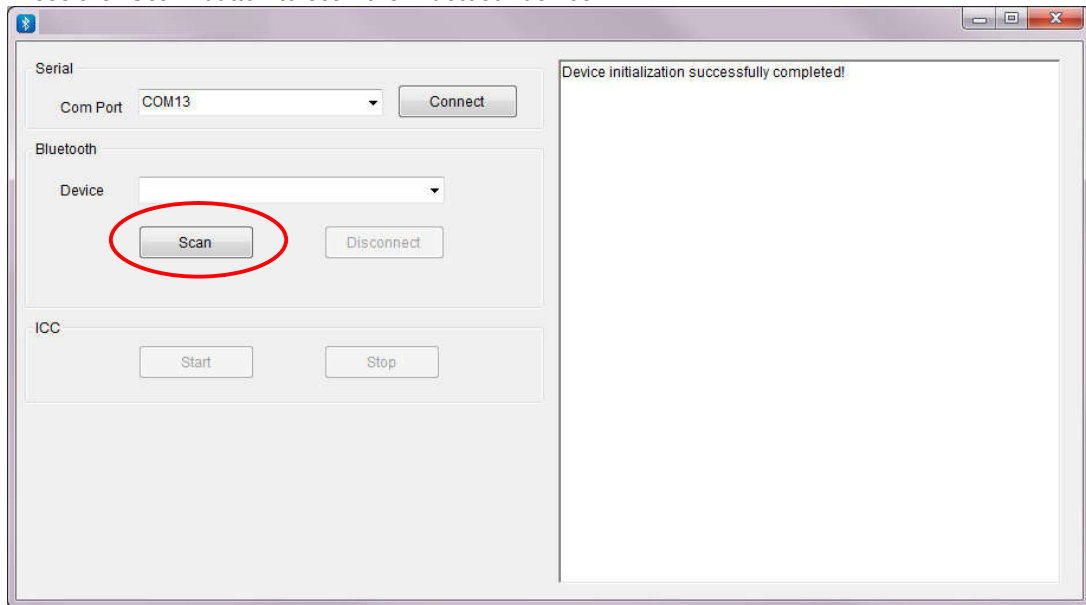 Serial
Com Port COM13 Connect
Bluetooth
Device
Scan Disconnect
ICC
Start Stop
Device initialization successfully completed!